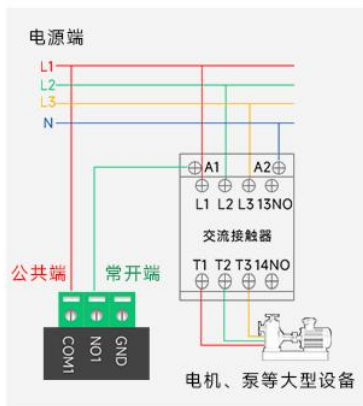 电源端
L1
L2
L3
N
A1 A2
L1 L2 L3 13NO
交流接触器
T1 T2 T3 14NO
公共端 常开端
COM1 NO1 GND
电机、泵等大型设备